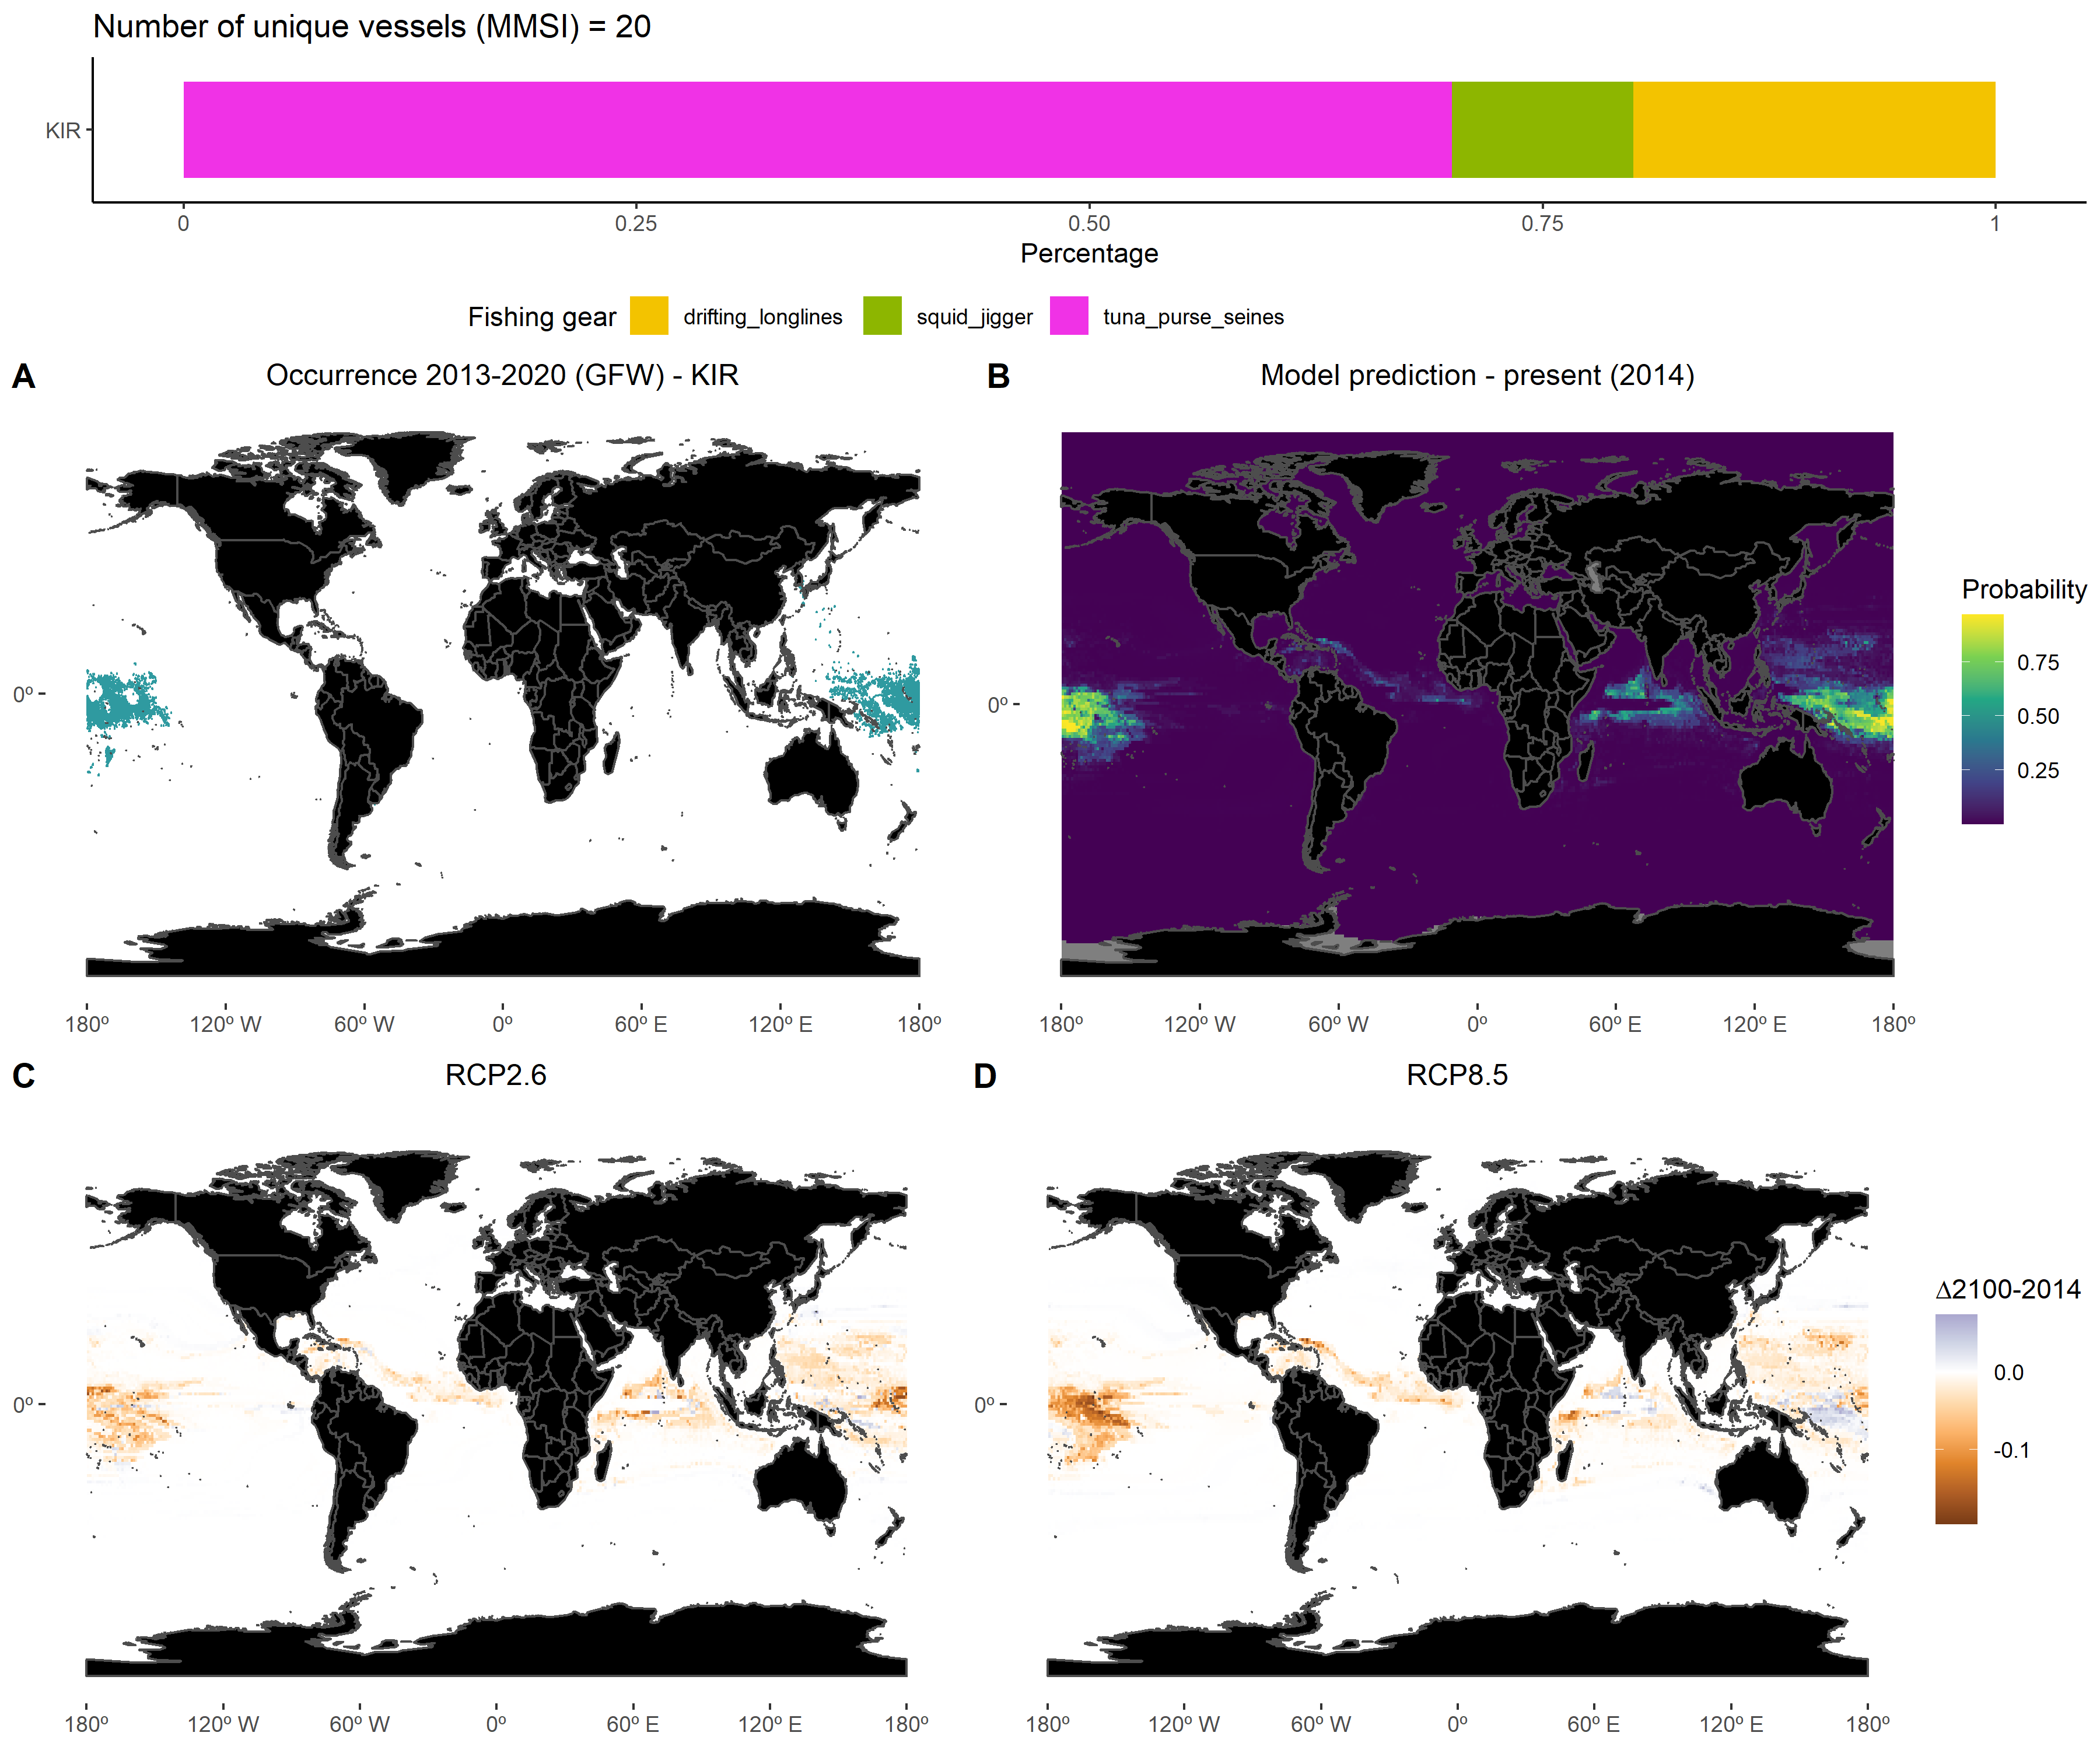 Number of unique vessels (MMSI) = 20
KIR
0 0.25 0.50 0.75 1
Percentage
Fishing gear drifting_longlines squid_jigger tuna_purse_seines
A Occurrence 2013-2020 (GFW) - KIR
0º
180º 120º W 60º W 0º 60º E 120º E 180º
B Model prediction - present (2014)
0º
180º 120º W 60º W 0º 60º E 120º E 180º
Probability
0.75
0.50
0.25
C RCP2.6
0º
180º 120º W 60º W 0º 60º E 120º E 180º
D RCP8.5
0º
180º 120º W 60º W 0º 60º E 120º E 180º
Δ2100-2014
0.0
-0.1